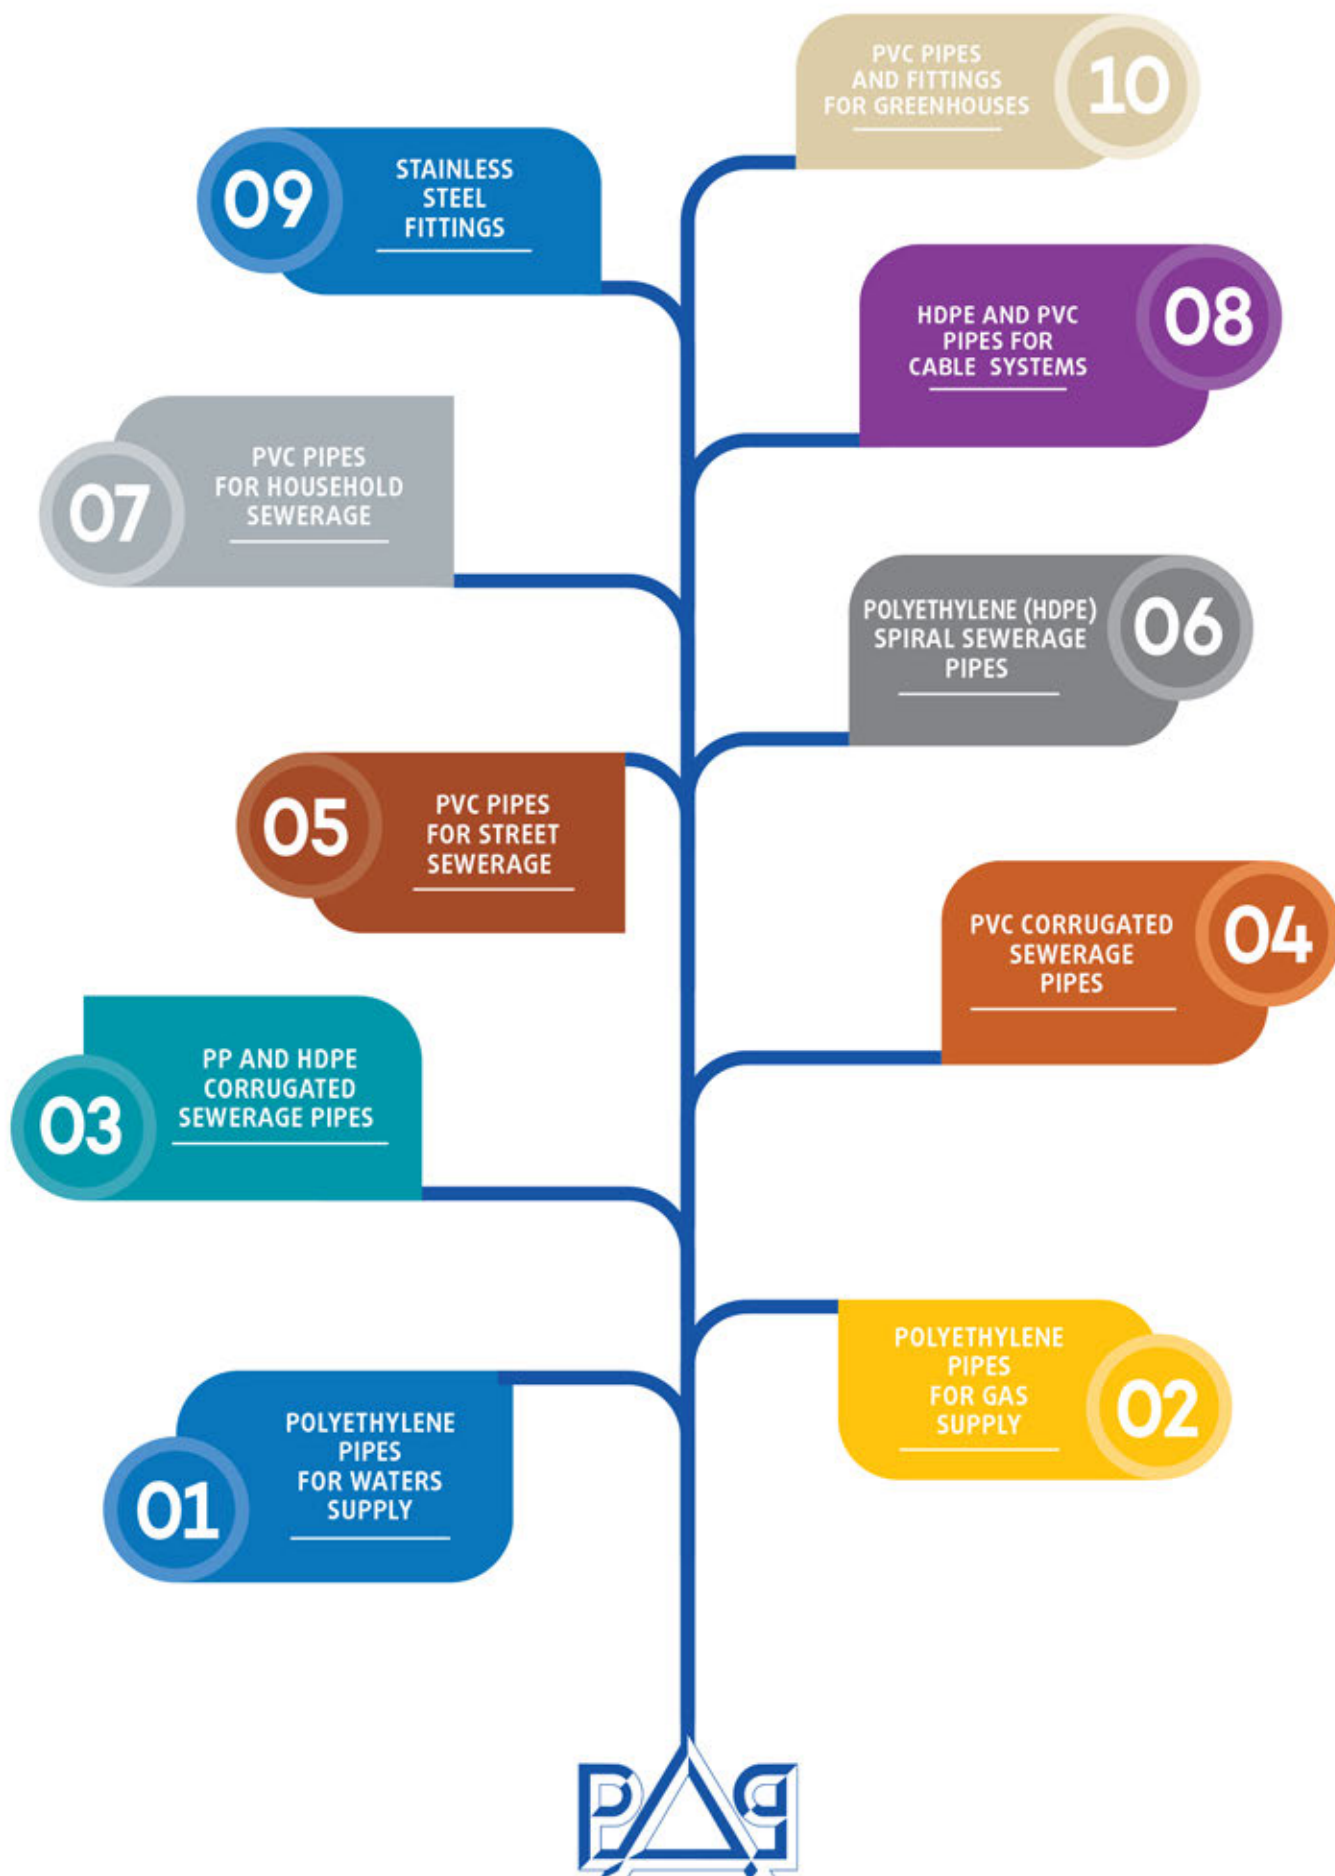 10
PVC PIPES
AND FITTINGS
FOR GREENHOUSES
09
STAINLESS
STEEL
FITTINGS
08
HDPE AND PVC
PIPES FOR
CABLE SYSTEMS
07
PVC PIPES
FOR HOUSEHOLD
SEWERAGE
06
POLYETHYLENE (HDPE)
SPIRAL SEWERAGE
PIPES
05
PVC PIPES
FOR STREET
SEWERAGE
04
PVC CORRUGATED
SEWERAGE
PIPES
03
PP AND HDPE
CORRUGATED
SEWERAGE PIPES
02
POLYETHYLENE
PIPES
FOR GAS
SUPPLY
01
POLYETHYLENE
PIPES
FOR WATERS
SUPPLY